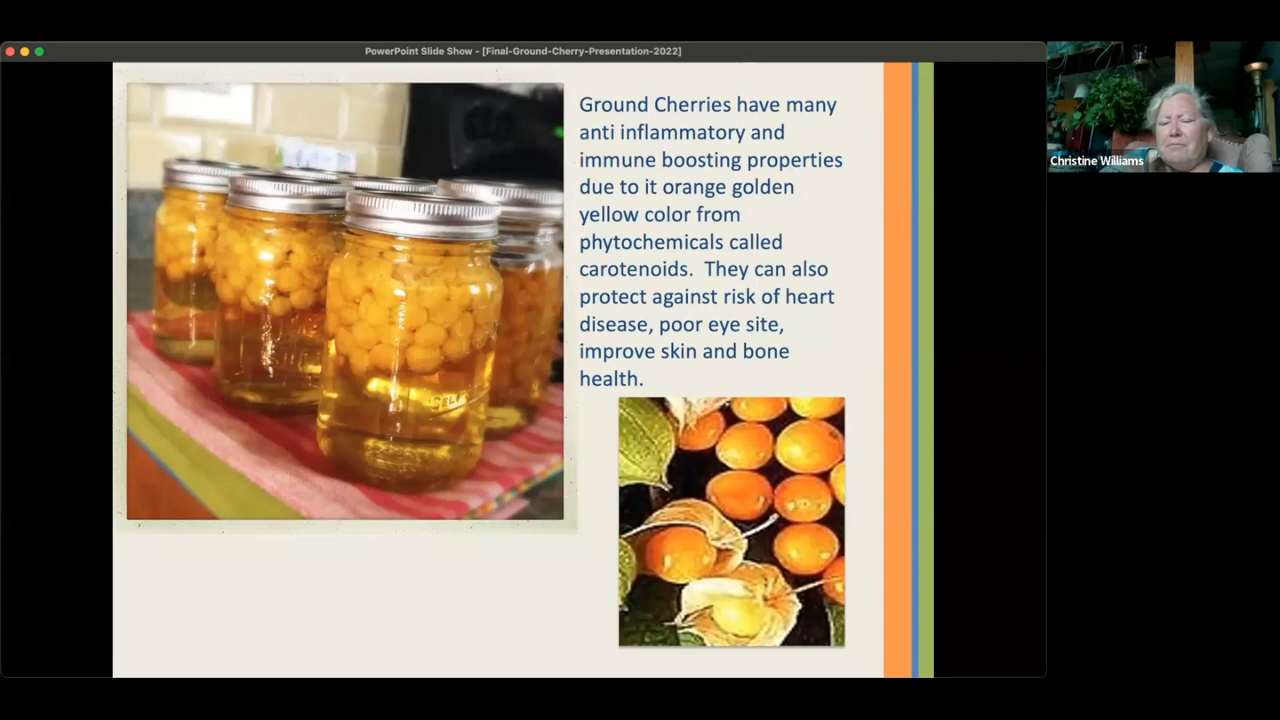 PowerPoint Slide Show - [Final-Ground-Cherry-Presentation-2022]
Ground Cherries have many
anti inflammatory and
immune boosting properties
due to it orange golden
yellow color from
phytochemicals called
carotenoids. They can also
protect against risk of heart
disease, poor eye site,
improve skin and bone
health.
Christine Williams